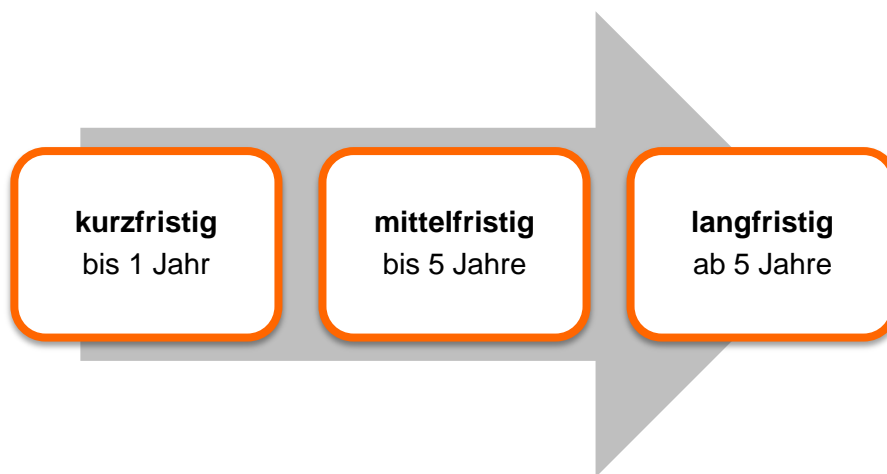 kurzfristig
bis 1 Jahr
mittelfristig
bis 5 Jahre
langfristig
ab 5 Jahre